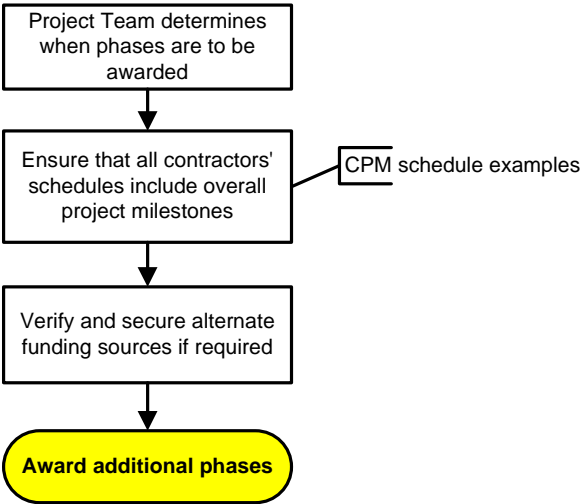 Project Team determines
when phases are to be
awarded
Ensure that all contractors'
schedules include overall
project milestones
CPM schedule examples
Verify and secure alternate
funding sources if required
Award additional phases